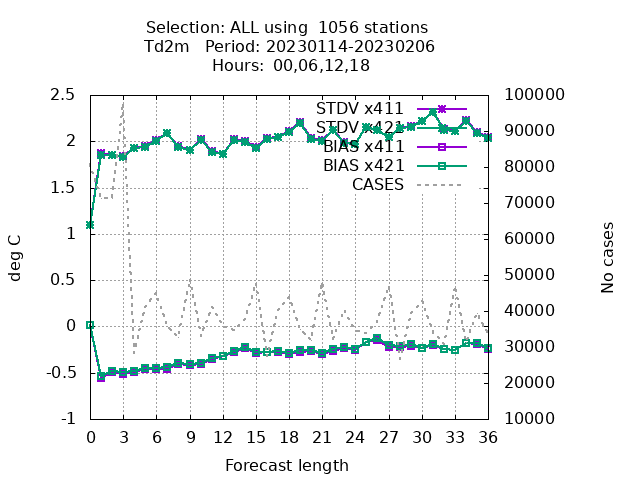 Selection: ALL using  1056 stations
Td2m   Period: 20230114-20230206
Hours:  00,06,12,18
2.5
2
1.5
1
0.5
0
-0.5
-1
deg C
STDV x411
STDV x421
BIAS x411
BIAS x421
CASES
100000
90000
80000
70000
60000
50000
40000
30000
20000
10000
No cases
0 3 6 9 12 15 18 21 24 27 30 33 36
Forecast length